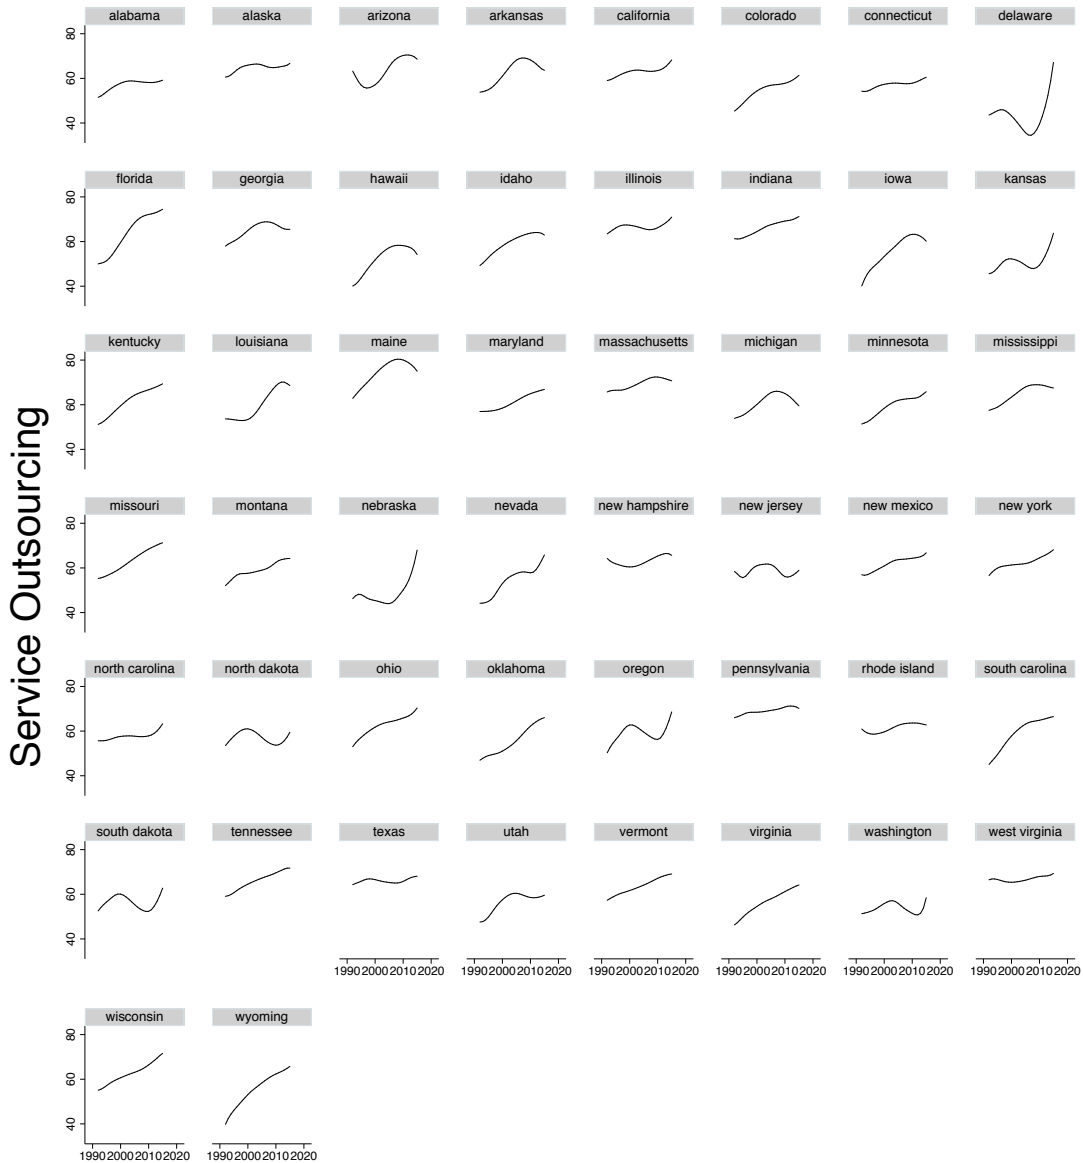 Service Outsourcing
alabama alaska arizona arkansas california colorado connecticut delaware
80
60
40
florida georgia hawaii idaho illinois indiana iowa kansas
80
60
40
kentucky louisiana maine maryland massachusetts michigan minnesota mississippi
80
60
40
missouri montana nebraska nevada new hampshire new jersey new mexico new york
80
60
40
north carolina north dakota ohio oklahoma oregon pennsylvania rhode island south carolina
80
60
40
south dakota tennessee texas utah vermont virginia washington west virginia
80
60
40
1990 2000 2010 2020 1990 2000 2010 2020 1990 2000 2010 2020 1990 2000 2010 2020 1990 2000 2010 2020 1990 2000 2010 2020
wisconsin wyoming
80
60
40
1990 2000 2010 2020 1990 2000 2010 2020